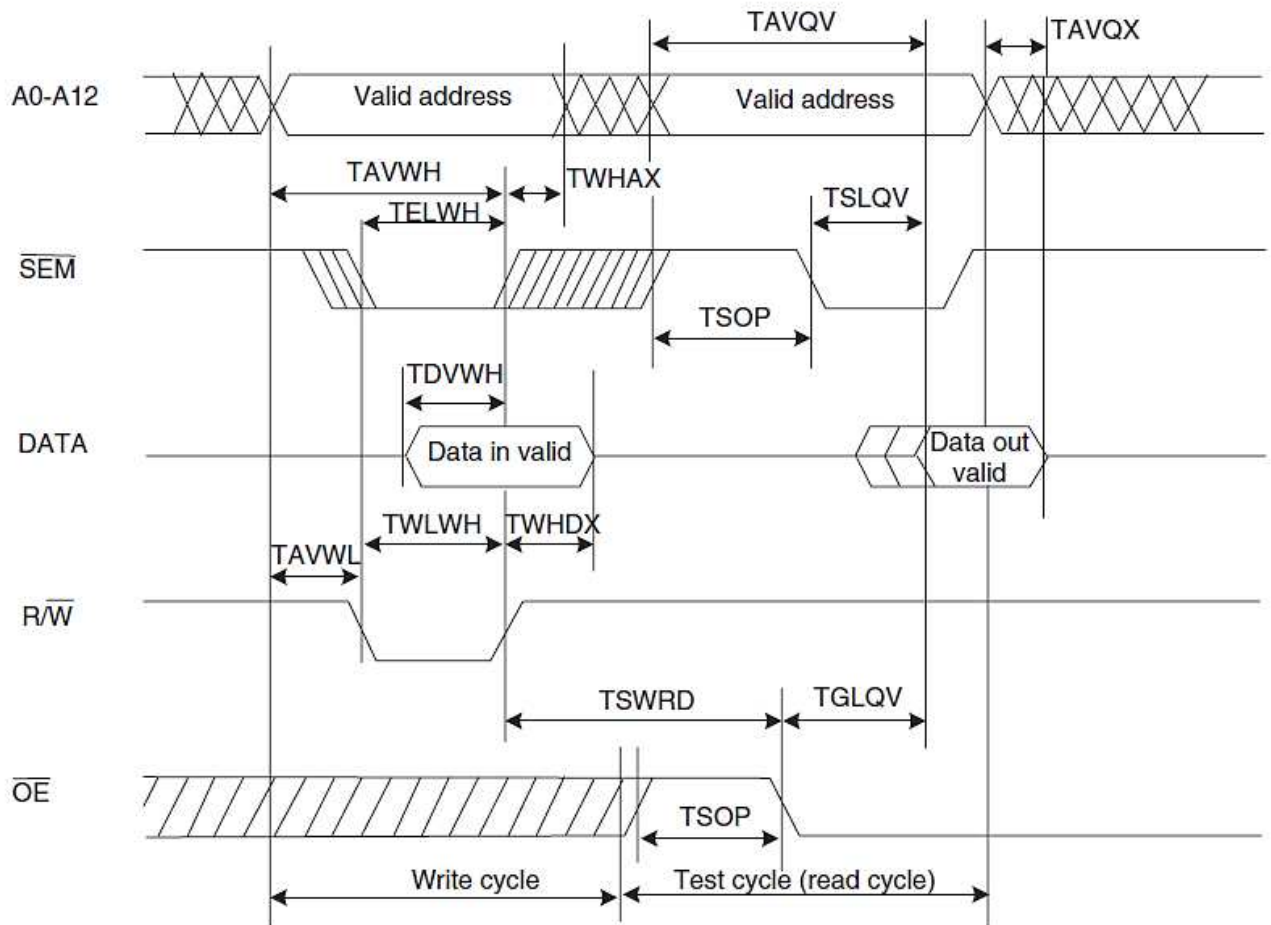 TAVQV
TAVQX
A0-A12
Valid address
Valid address
TAVWH
TWHAX
TELWH
TSLQV
SEM
TSOP
TDVWH
DATA
Data in valid
Data out
valid
TWLWH
TWHDX
TAVWL
R/W
TSWRD
TGLQV
OE
TSOP
Write cycle
Test cycle (read cycle)